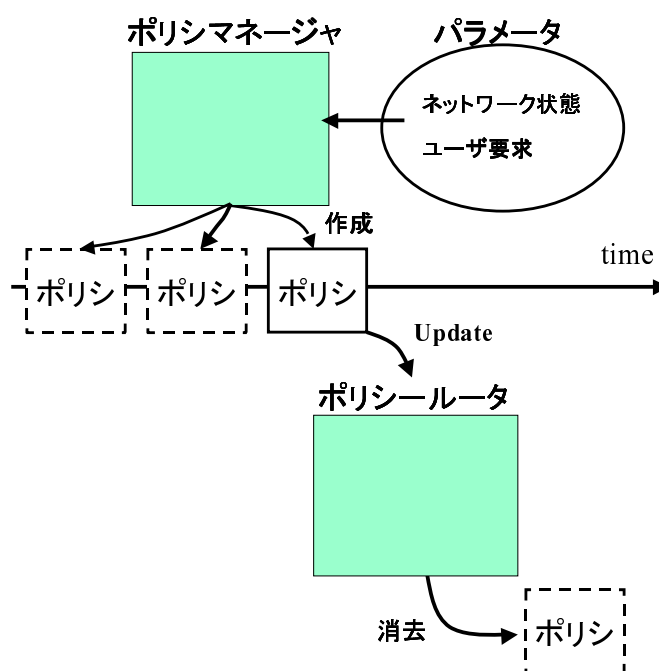 ポリシマネージャ
パラメータ
ネットワーク状態
ユーザ要求
作成
time
ポリシ
ポリシ
ポリシ
Update
ポリシールータ
消去
ポリシ